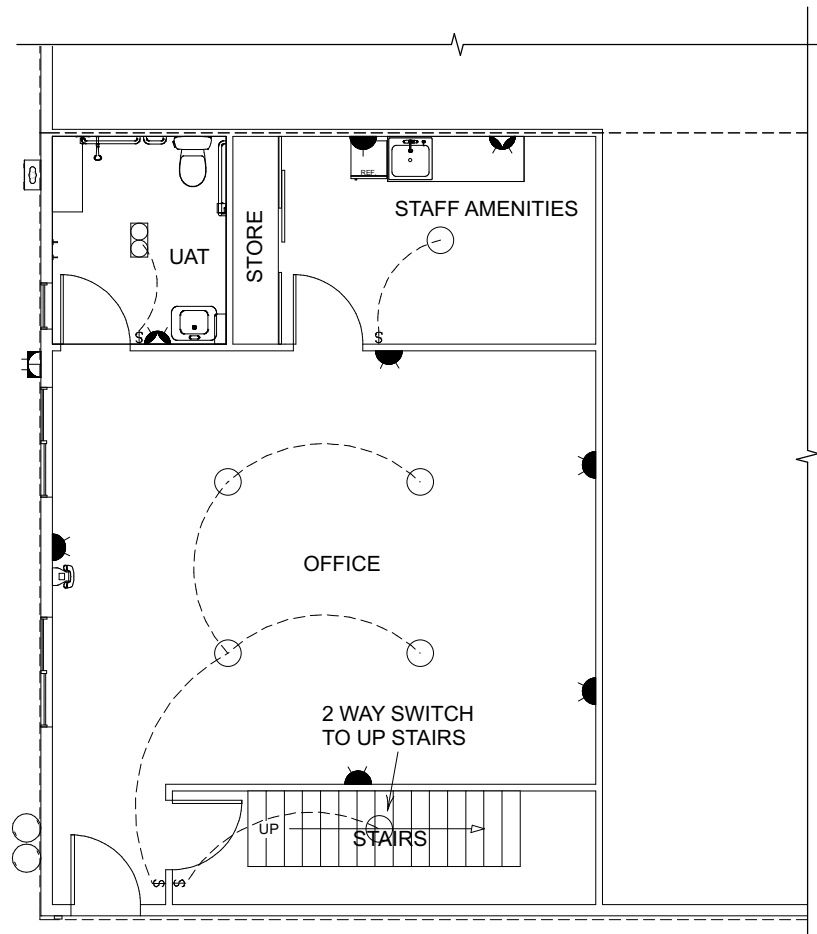 REF.
STAFF AMENITIES
STORE
UAT
$
$
OFFICE
2 WAY SWITCH
TO UP STAIRS
UP
STAIRS
$ $